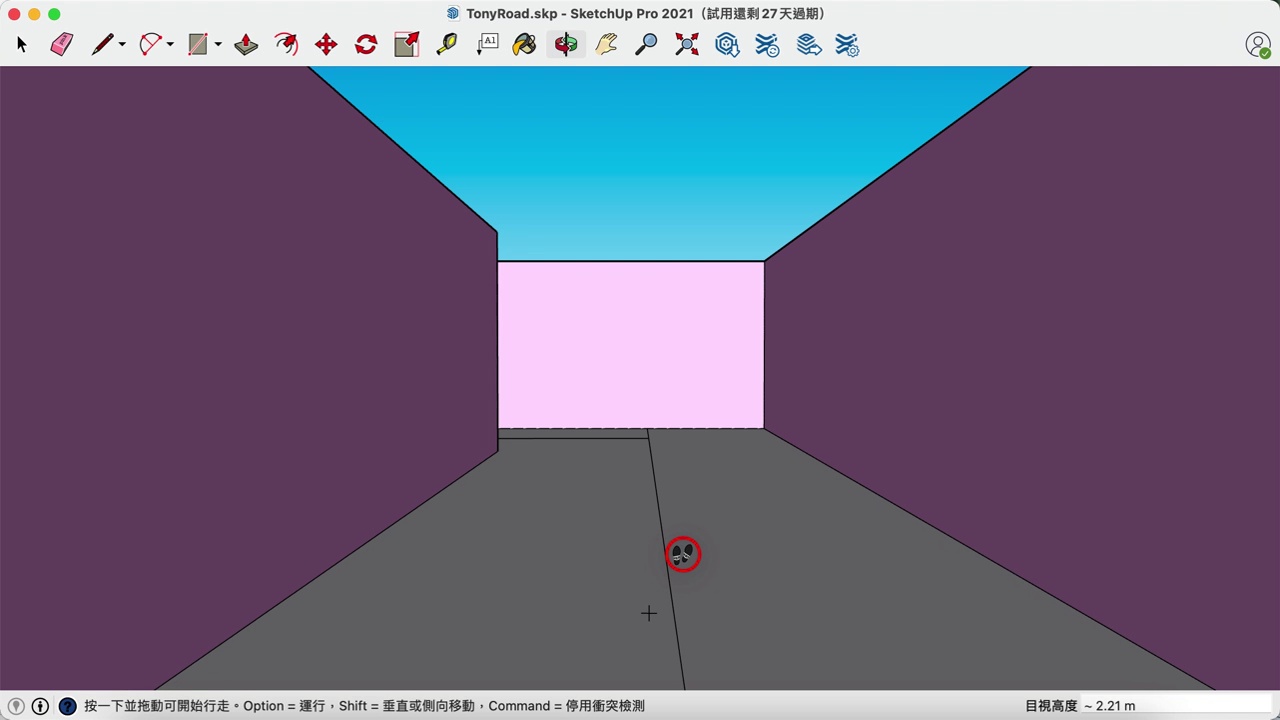 TonyRoad.skp - SketchUp Pro 2021（試用還剩 27 天過期）
A1
按一下並拖動可開始行走。Option = 運行，Shift = 垂直或側向移動，Command = 停用衝突檢測
目視高度 ~ 2.21 m